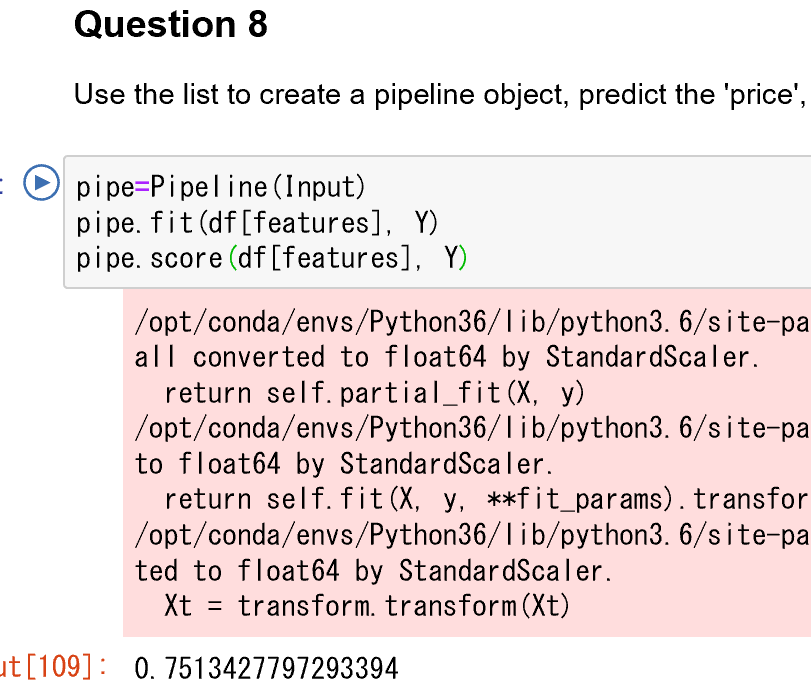 Question 8
Use the list to create a pipeline object, predict the 'price',
:
pipe=Pipeline(Input)
pipe.fit(df[features], Y)
pipe.score(df[features], Y)
/opt/conda/envs/Python36/lib/python3.6/site-pa
all converted to float64 by StandardScaler.
  return self.partial_fit(X, y)
/opt/conda/envs/Python36/lib/python3.6/site-pa
to float64 by StandardScaler.
  return self.fit(X, y, **fit_params).transfor
/opt/conda/envs/Python36/lib/python3.6/site-pa
ted to float64 by StandardScaler.
  Xt = transform.transform(Xt)
ut[109]: 0.7513427797293394